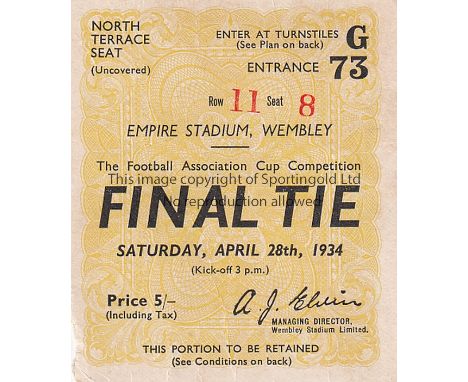 NORTH
TERRACE
SEAT
(Uncovered)
ENTER AT TURNSTILES G
(See Plan on back)
ENTRANCE 73
Row 11 Seat 8
EMPIRE STADIUM, WEMBLEY
The Football Association Cup Competition
This image copyright of Sportingold Ltd
FINAL TIE
No reproduction allowed
SATURDAY, APRIL 28th, 1934
(Kick-off 3 p.m.)
Price 5/–
(Including Tax)
A. J. Elvin
MANAGING DIRECTOR,
Wembley Stadium Limited.
THIS PORTION TO BE RETAINED
(See Conditions on back)